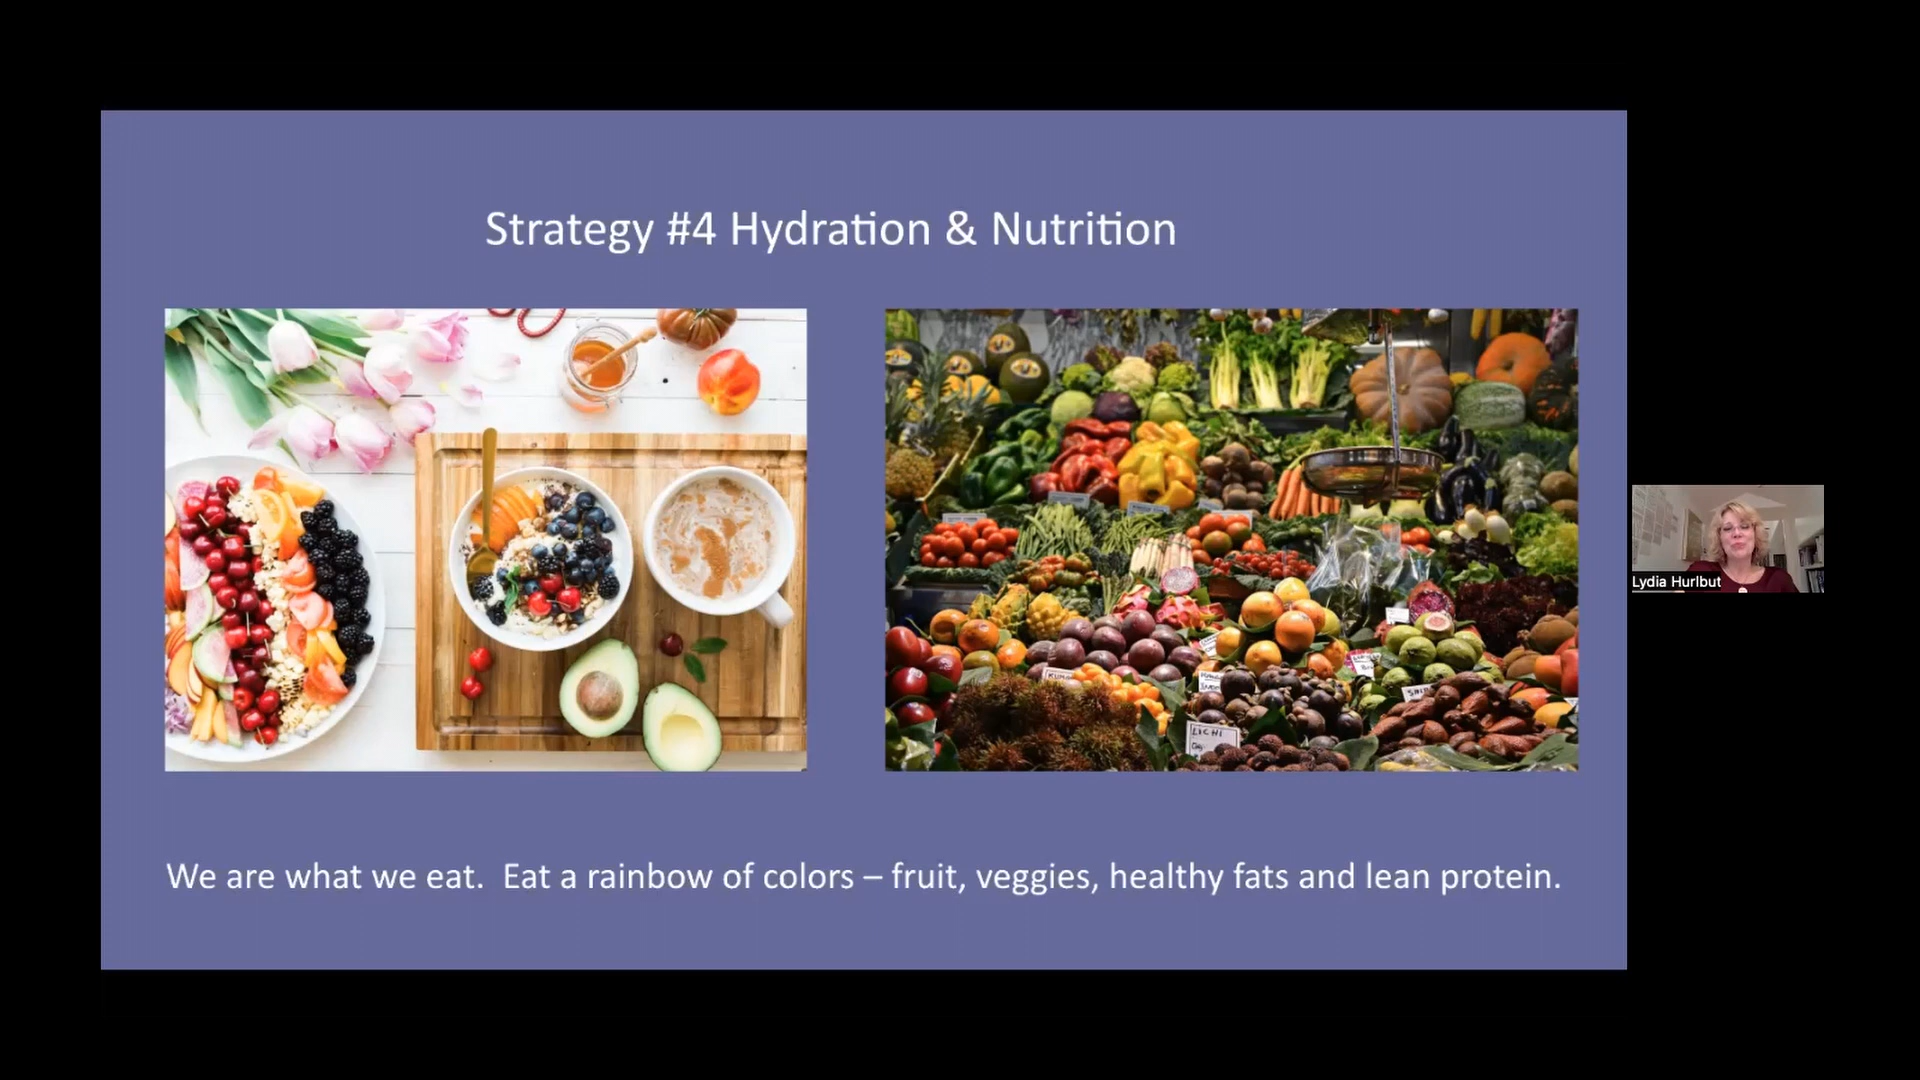 Strategy #4 Hydration & Nutrition
LICHI
We are what we eat.  Eat a rainbow of colors – fruit, veggies, healthy fats and lean protein.
Lydia Hurlbut